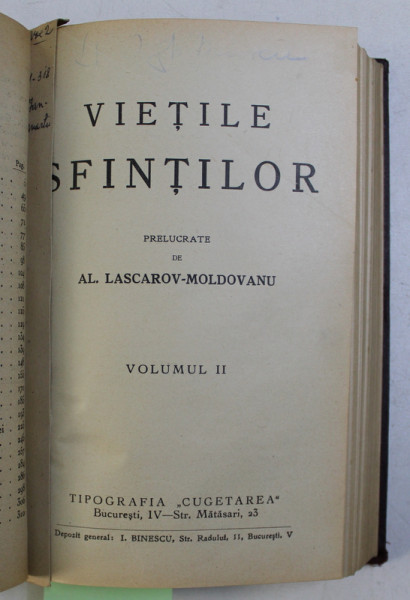 VIEȚILE
SFINȚILOR
PRELUCRATE
DE
AL. LASCAROV-MOLDOVANU
VOLUMUL II
TIPOGRAFIA „CUGETAREA"
București, IV—Str. Mătăsari, 23
Depozit general: I. BINESCU, Str. Radului, 11, București, V
Pag.